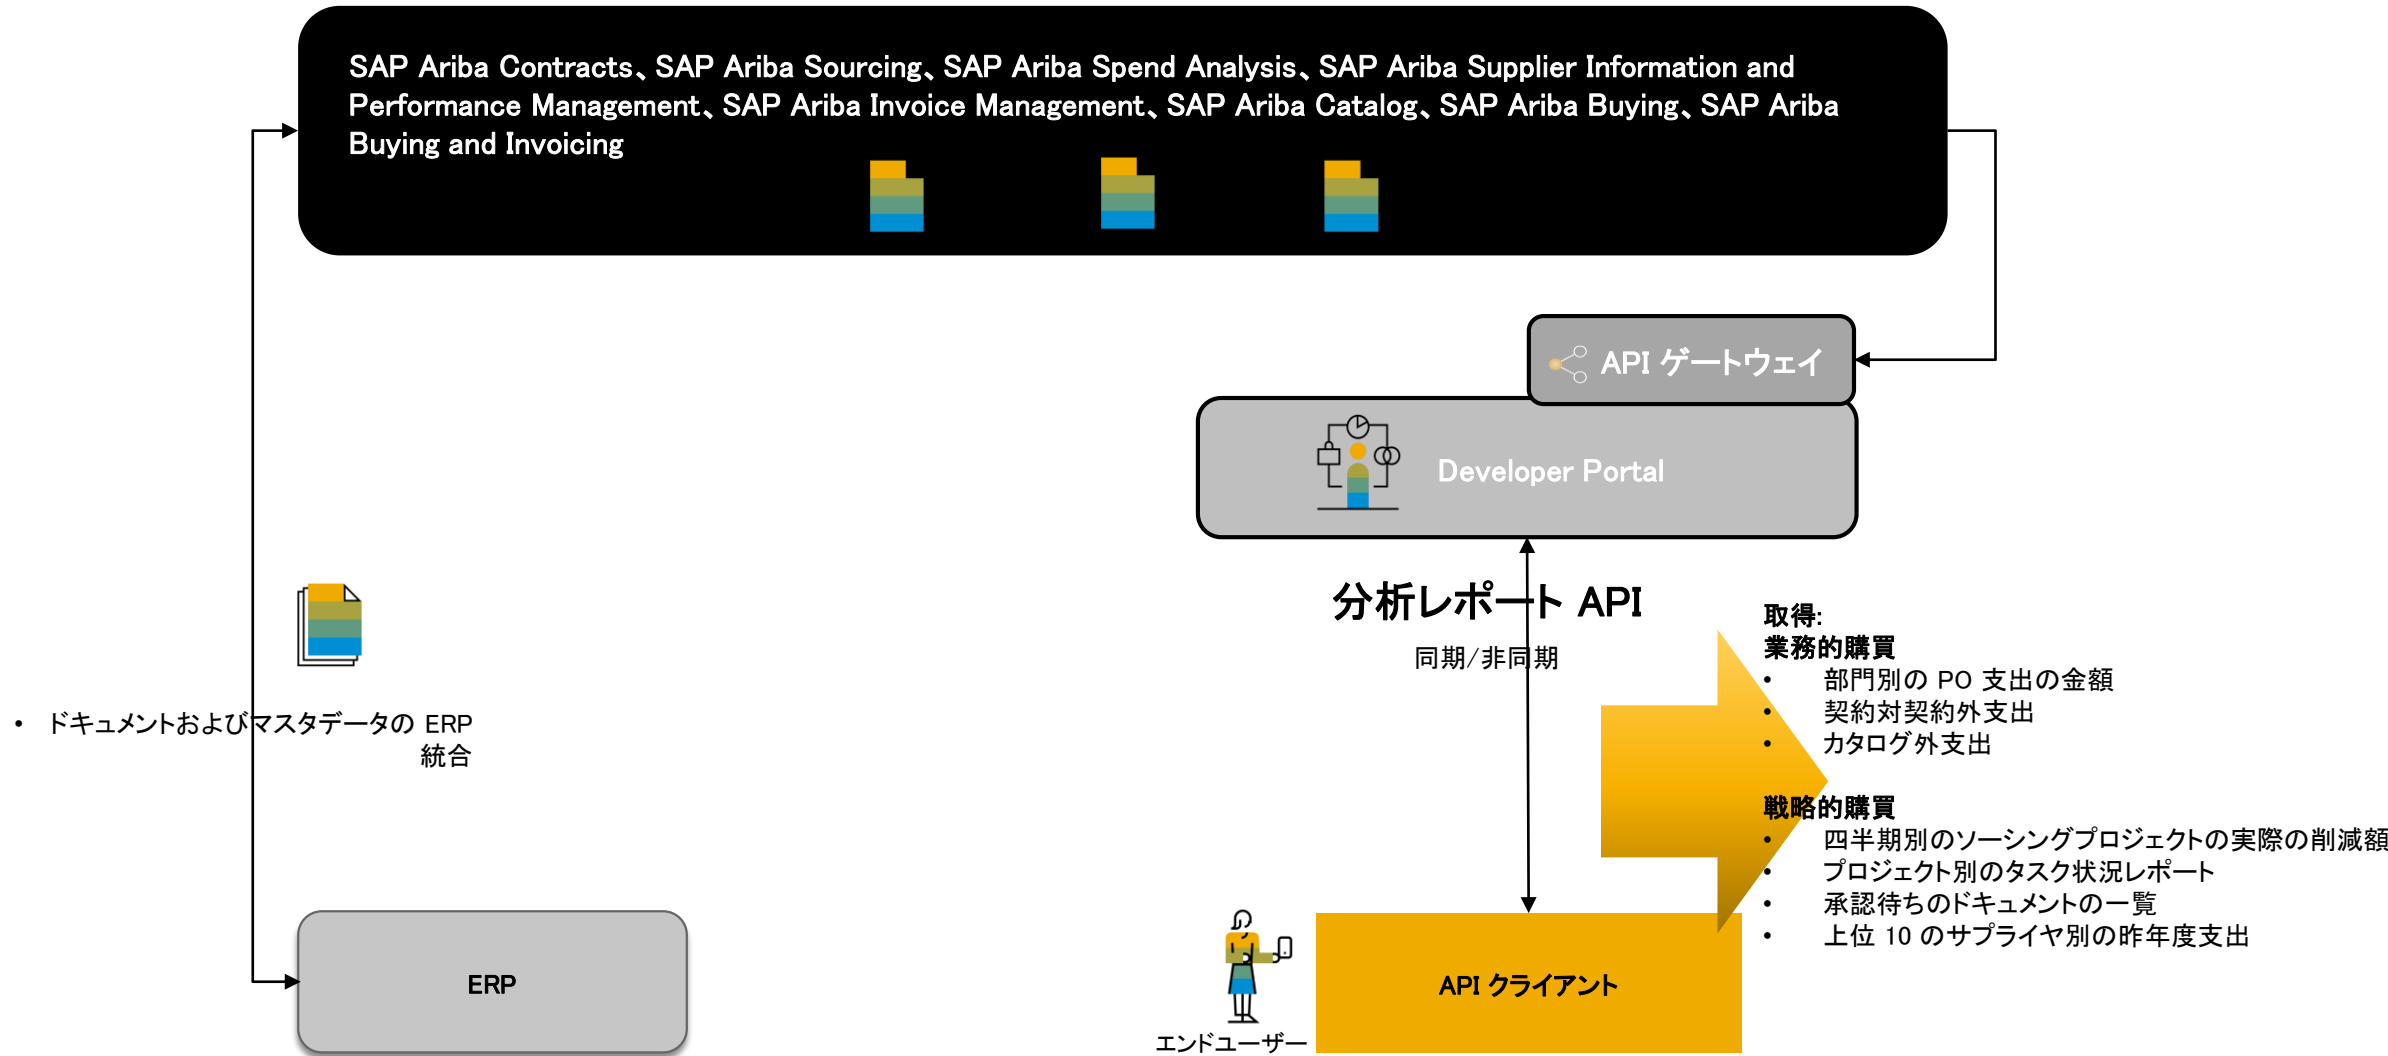 SAP Ariba Contracts、SAP Ariba Sourcing、SAP Ariba Spend Analysis、SAP Ariba Supplier Information and
Performance Management、SAP Ariba Invoice Management、SAP Ariba Catalog、SAP Ariba Buying、SAP Ariba
Buying and Invoicing
API ゲートウェイ
Developer Portal
分析レポート API
同期/非同期
取得:
業務的購買
• 部門別の PO 支出の金額
• 契約対契約外支出
• カタログ外支出
戦略的購買
• 四半期別のソーシングプロジェクトの実際の削減額
• プロジェクト別のタスク状況レポート
• 承認待ちのドキュメントの一覧
• 上位 10 のサプライヤ別の昨年度支出
• ドキュメントおよびマスタデータの ERP
統合
ERP
API クライアント
エンドユーザー